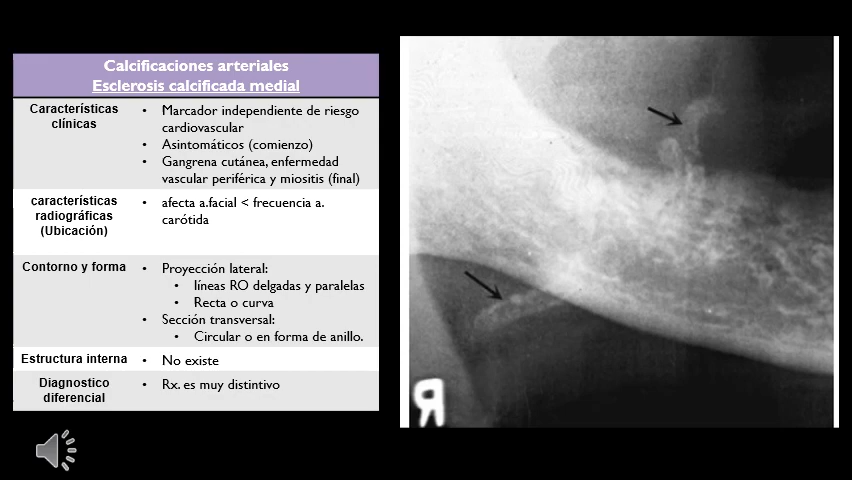 Calcificaciones arteriales
Esclerosis calcificada medial
Características
clínicas
• Marcador independiente de riesgo
cardiovascular
• Asintomáticos (comienzo)
• Gangrena cutánea, enfermedad
vascular periférica y miositis (final)
características
radiográficas
(Ubicación)
• afecta a.facial < frecuencia a.
carótida
Contorno y forma
• Proyección lateral:
• líneas RO delgadas y paralelas
• Recta o curva
• Sección transversal:
• Circular o en forma de anillo.
Estructura interna
• No existe
Diagnostico
diferencial
• Rx. es muy distintivo
R